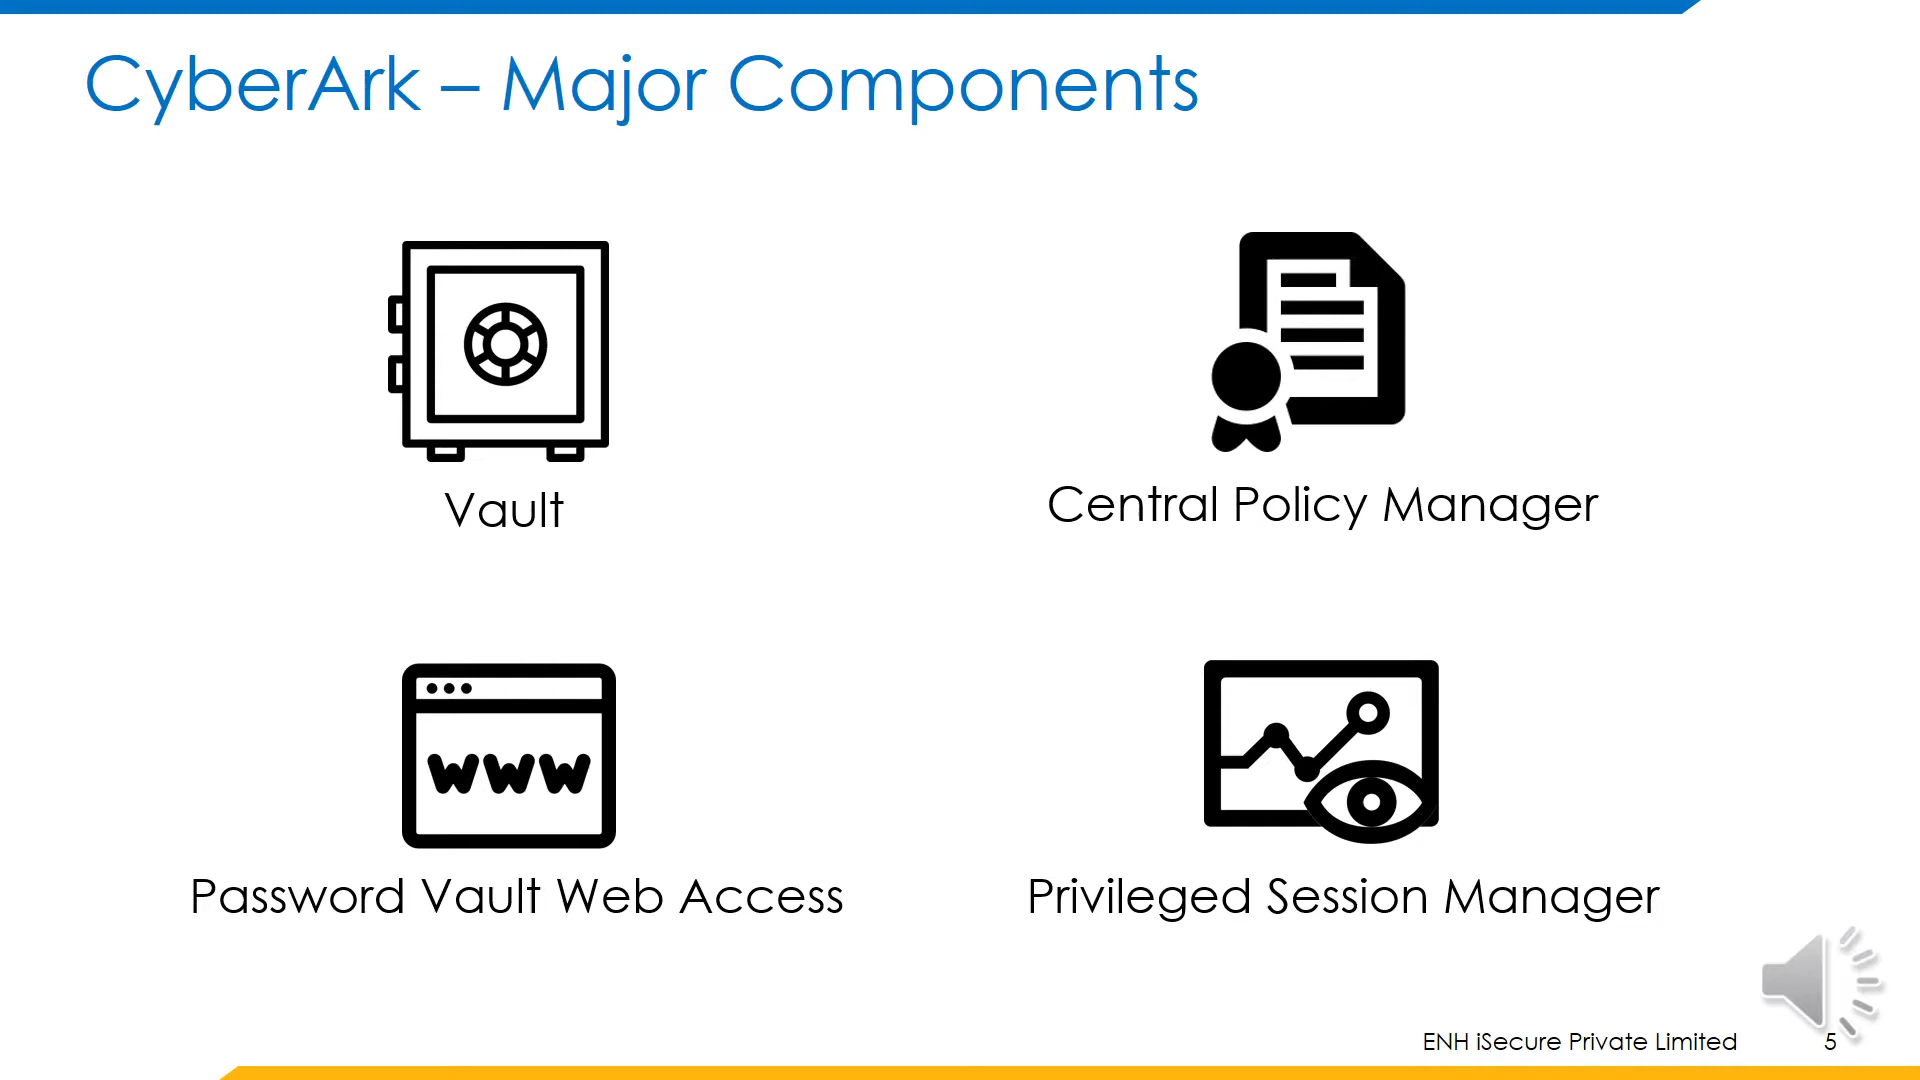 CyberArk – Major Components
Vault
Central Policy Manager
www
Password Vault Web Access
Privileged Session Manager
ENH iSecure Private Limited
5